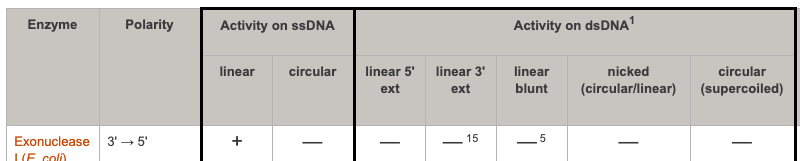 Enzyme Polarity Activity on ssDNA Activity on dsDNA¹
linear circular linear 5' ext linear 3' ext linear blunt nicked (circular/linear) circular (supercoiled)
Exonuclease I (E. coli) 3' → 5' + — — — ¹⁵ — ⁵ — —